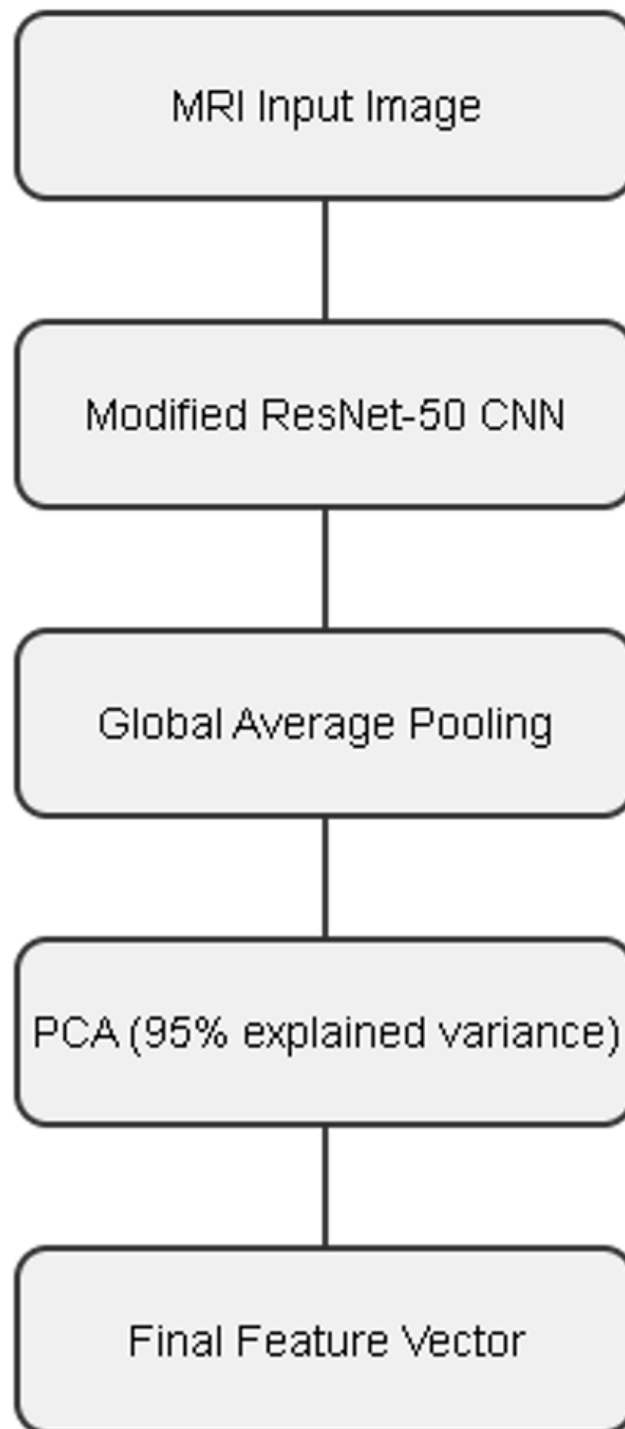 MRI Input Image
Modified ResNet-50 CNN
Global Average Pooling
PCA (95% explained variance)
Final Feature Vector